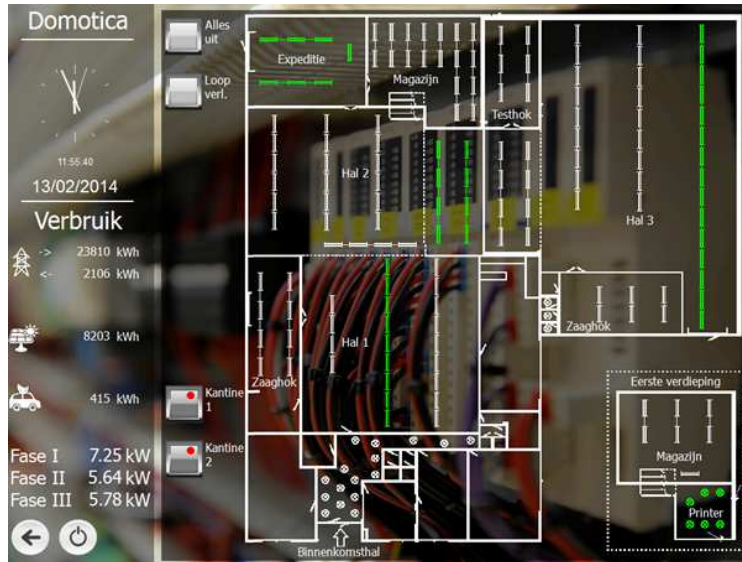 Domotica
11:55:40
13/02/2014
Verbruik
-> 23810 kWh
<- 2106 kWh
8203 kWh
415 kWh
Fase I 7.25 kW
Fase II 5.64 kW
Fase III 5.78 kW
Alles
uit
Loop
verl.
Kantine
1
Kantine
2
Expeditie
Magazijn
Testhok
Hal 2
Hal 3
Zaaghok
Hal 1
Zaaghok
Binnenkomsthal
Eerste verdieping
Magazijn
Printer